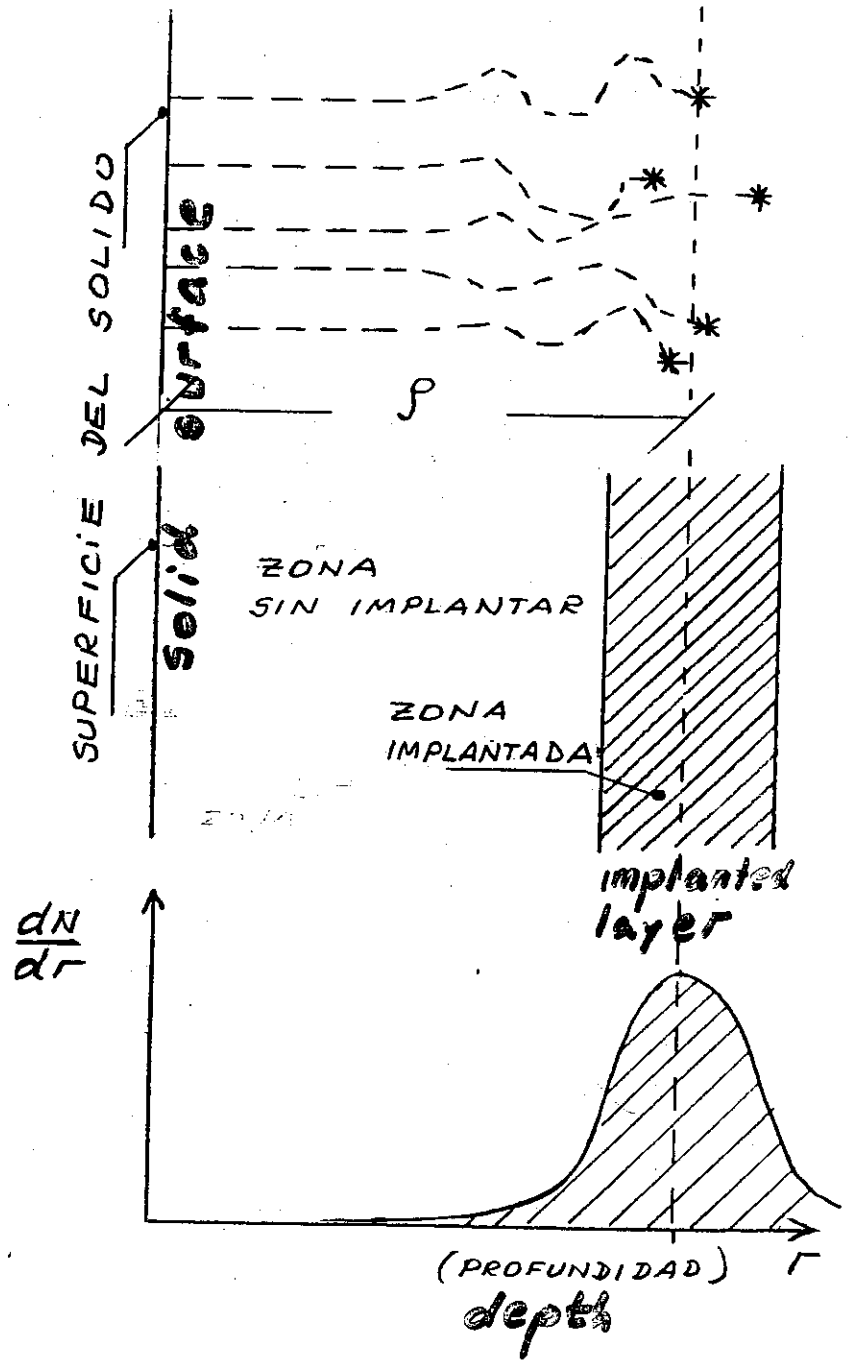 SUPERFICIE DEL SOLIDO
solid surface
ρ
ZONA
SIN IMPLANTAR
ZONA
IMPLANTADA
implanted
layer
dN
dr
(PROFUNDIDAD) r
depth